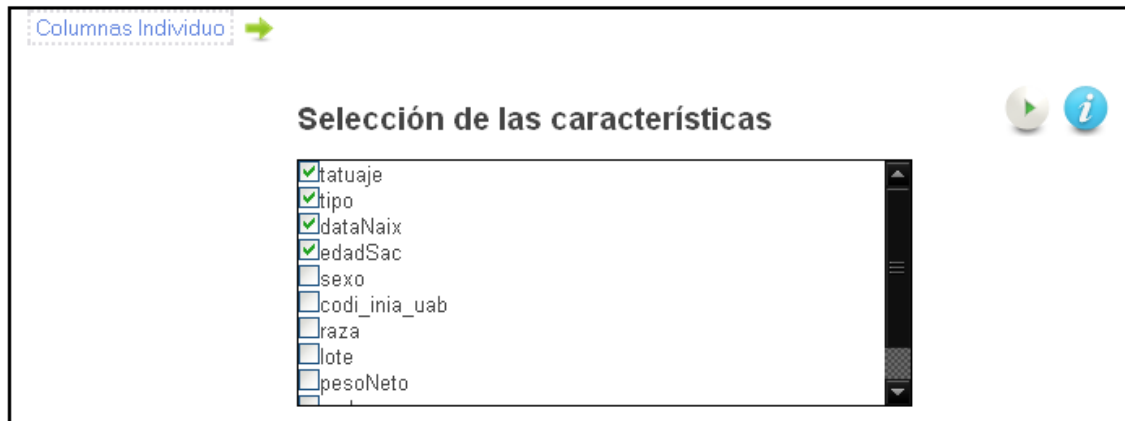 Columnas Individuo
Selección de las características
i
tatuaje
tipo
dataNaix
edadSac
sexo
codi_inia_uab
raza
lote
pesoNeto